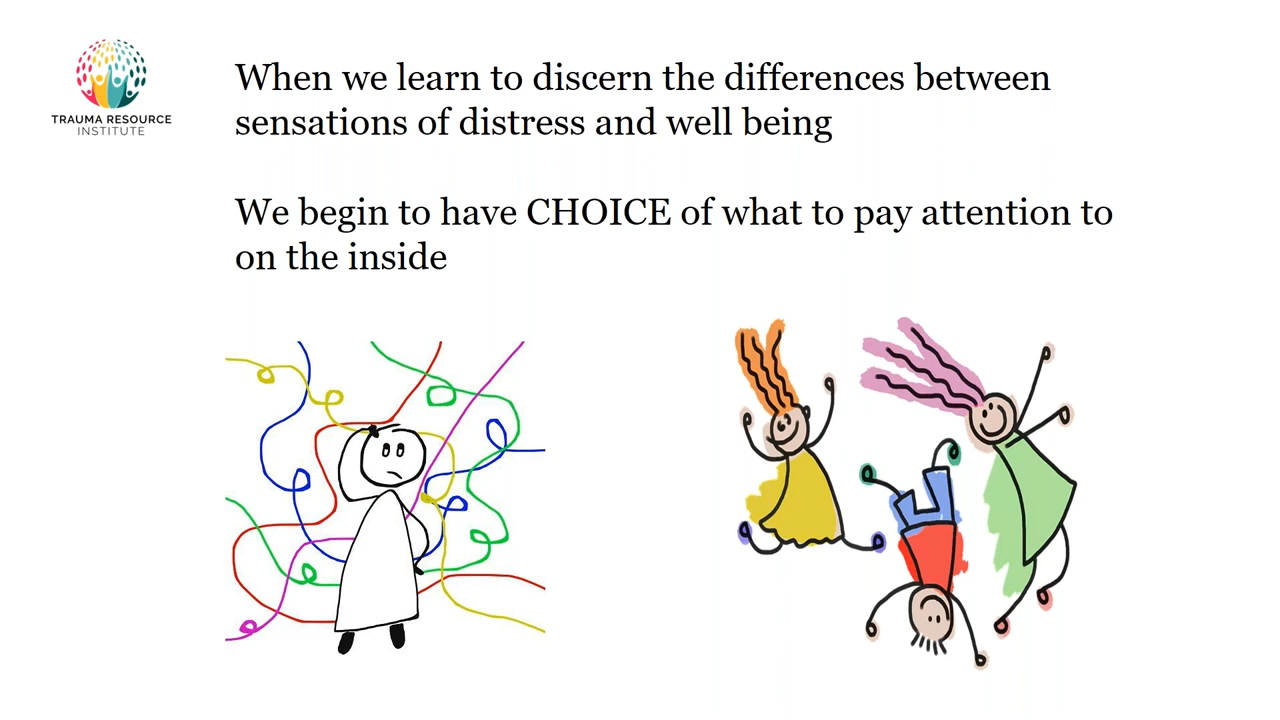 TRAUMA RESOURCE
INSTITUTE
When we learn to discern the differences between
sensations of distress and well being
We begin to have CHOICE of what to pay attention to
on the inside